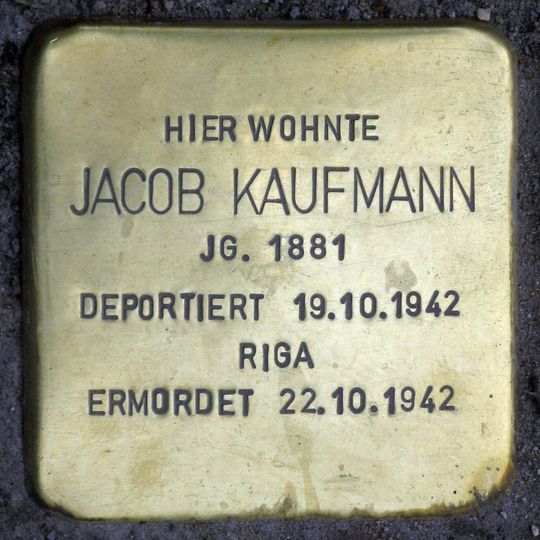 HIER WOHNTE
JACOB KAUFMANN
JG. 1881
DEPORTIERT 19.10.1942
RIGA
ERMORDET 22.10.1942